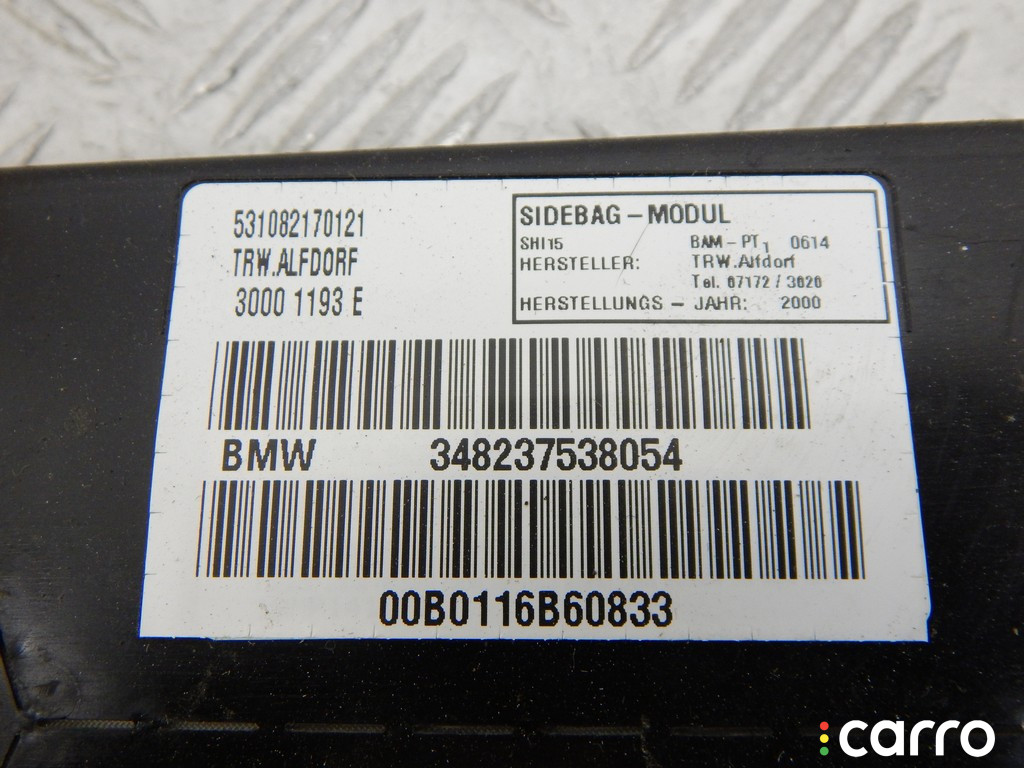 531082170121
TRW.ALFDORF
3000 1193 E
SIDEBAG-MODUL
SHI15 BAM-PT1 0614
HERSTELLER: TRW.Alfdorf
Tel. 07172/3020
HERSTELLUNGS-JAHR: 2000
BMW 348237538054
00B0116B60833
carro